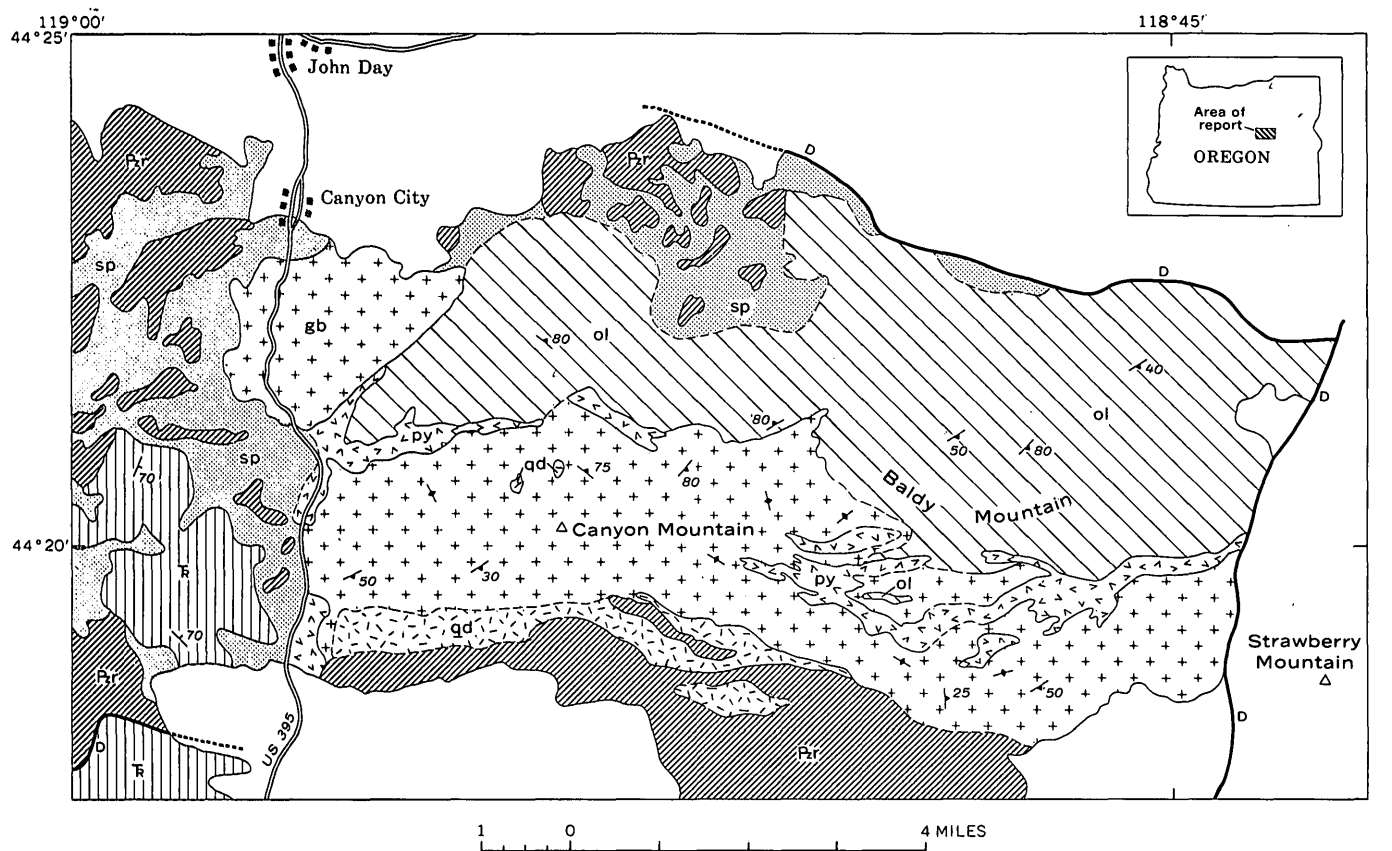 119°00′
118°45′
44°25′
John Day
Area of
report
OREGON
D
Pzr
Pzr
Canyon City
D
sp
sp
gb
80
ol
40
D
80
ol
py
50
80
sp
qd
75
80
70
Baldy
Mountain
Canyon Mountain
44°20′
py
ol
50
30
TR
qd
70
Strawberry
Mountain
Pzr
25
50
US 395
D
D
Pzr
TR
1 0 4 MILES